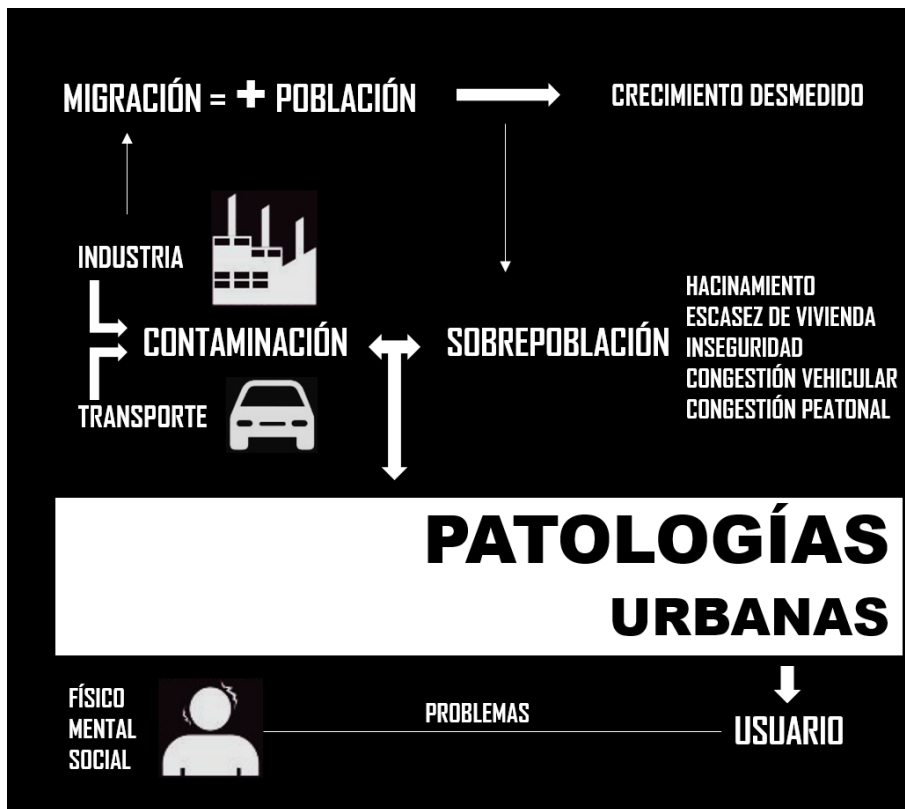 MIGRACIÓN = + POBLACIÓN
CRECIMIENTO DESMEDIDO
INDUSTRIA
CONTAMINACIÓN
TRANSPORTE
SOBREPOBLACIÓN
HACINAMIENTO
ESCASEZ DE VIVIENDA
INSEGURIDAD
CONGESTIÓN VEHICULAR
CONGESTIÓN PEATONAL
PATOLOGÍAS
URBANAS
FÍSICO
MENTAL
SOCIAL
PROBLEMAS
USUARIO